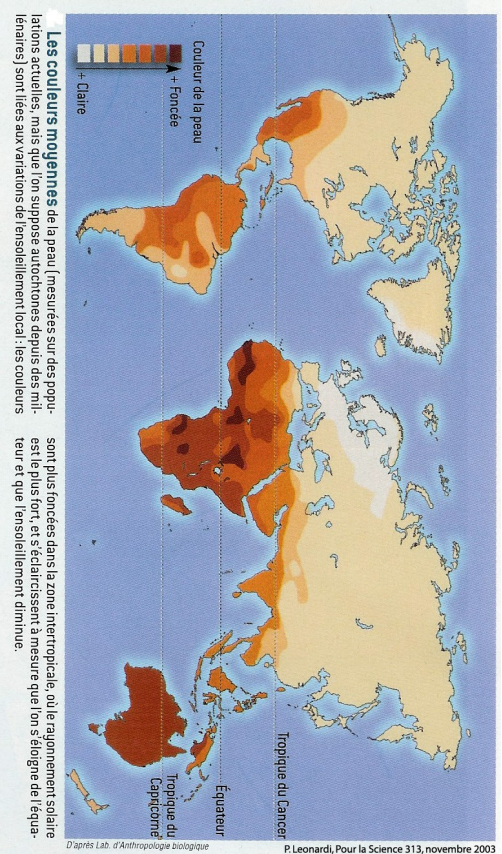 Couleur de la peau
+ Foncée
+ Claire
Tropique du Cancer
Équateur
Tropique du
Capricorne
Les couleurs moyennes de la peau (mesurées sur des popu-
lations actuelles, mais que l'on suppose autochtones depuis des mil-
lénaires) sont liées aux variations de l'ensoleillement local : les couleurs
sont plus foncées dans la zone intertropicale, où le rayonnement solaire
est le plus fort, et s'éclaircissent à mesure que l'on s'éloigne de l'équa-
teur et que l'ensoleillement diminue.
D'après Lab. d'Anthropologie biologique
P. Leonardi, Pour la Science 313, novembre 2003